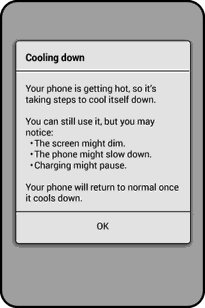 Cooling down
Your phone is getting hot, so it's
taking steps to cool itself down.
You can still use it, but you may
notice:
• The screen might dim.
• The phone might slow down.
• Charging might pause.
Your phone will return to normal once
it cools down.
OK